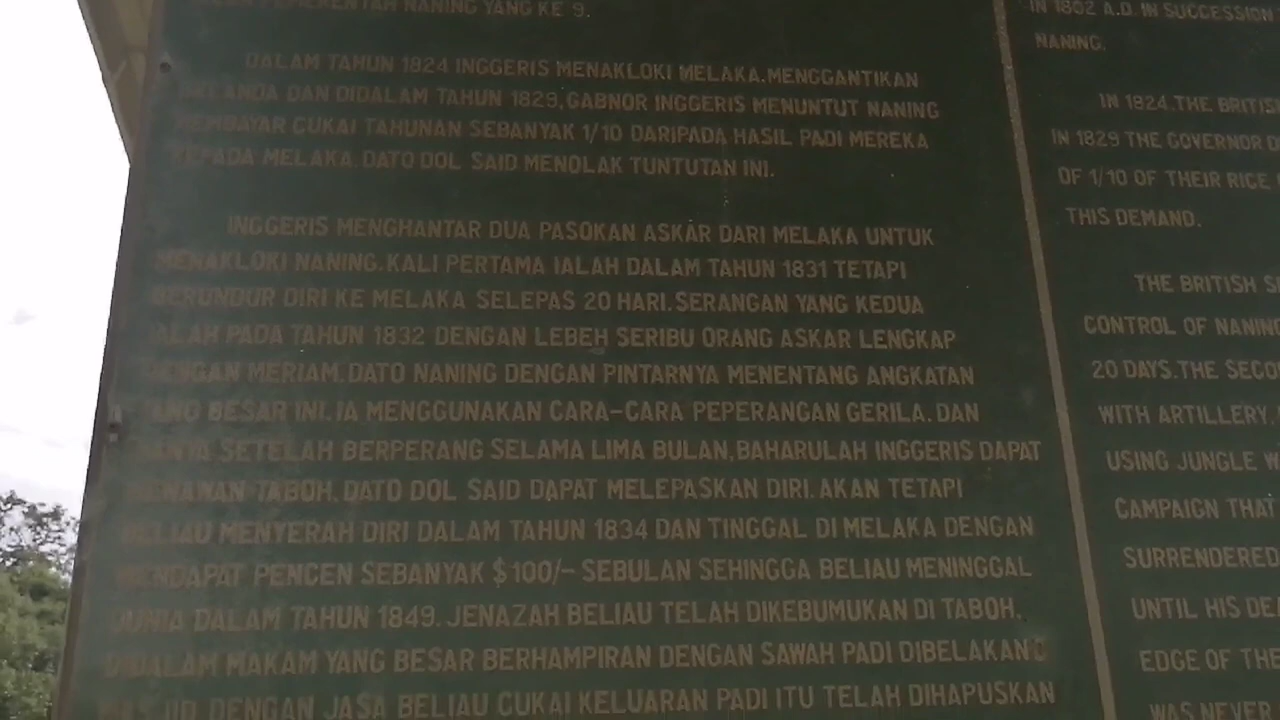 NANING YANG KE 9.
DALAM TAHUN 1824 INGGERIS MENAKLOKI MELAKA.MENGGANTIKAN
DAN DIDALAM TAHUN 1829,GABNOR INGGERIS MENUNTUT NANING
MEMBAYAR CUKAI TAHUNAN SEBANYAK 1/10 DARIPADA HASIL PADI MEREKA
KEPADA MELAKA.DATO DOL SAID MENOLAK TUNTUTAN INI.
INGGERIS MENGHANTAR DUA PASOKAN ASKAR DARI MELAKA UNTUK
MENAKLOKI NANING.KALI PERTAMA IALAH DALAM TAHUN 1831 TETAPI
BERUNDUR DIRI KE MELAKA SELEPAS 20 HARI.SERANGAN YANG KEDUA
IALAH PADA TAHUN 1832 DENGAN LEBEH SERIBU ORANG ASKAR LENGKAP
DENGAN MERIAM.DATO NANING DENGAN PINTARNYA MENENTANG ANGKATAN
BESAR INI.IA MENGGUNAKAN CARA-CARA PEPERANGAN GERILA.DAN
SETELAH BERPERANG SELAMA LIMA BULAN,BAHARULAH INGGERIS DAPAT
TABOH.DATO DOL SAID DAPAT MELEPASKAN DIRI.AKAN TETAPI
BELIAU MENYERAH DIRI DALAM TAHUN 1834 DAN TINGGAL DI MELAKA DENGAN
MENDAPAT PENCEN SEBANYAK $100/- SEBULAN SEHINGGA BELIAU MENINGGAL
DUNIA DALAM TAHUN 1849.JENAZAH BELIAU TELAH DIKEBUMUKAN DI TABOH.
DIDALAM MAKAM YANG BESAR BERHAMPIRAN DENGAN SAWAH PADI DIBELAKANG
MASJID.DENGAN JASA BELIAU CUKAI KELUARAN PADI ITU TELAH DIHAPUSKAN
IN 1802 A.D. IN SUCCESSION
NANING.
IN 1824.THE BRITIS
IN 1829 THE GOVERNOR
OF 1/10 OF THEIR RICE
THIS DEMAND.
THE BRITISH
CONTROL OF NANIN
20 DAYS.THE SECO
WITH ARTILLERY.
USING JUNGLE
CAMPAIGN THAT
SURRENDERED
UNTIL HIS DE
EDGE OF THE
WAS NEVER